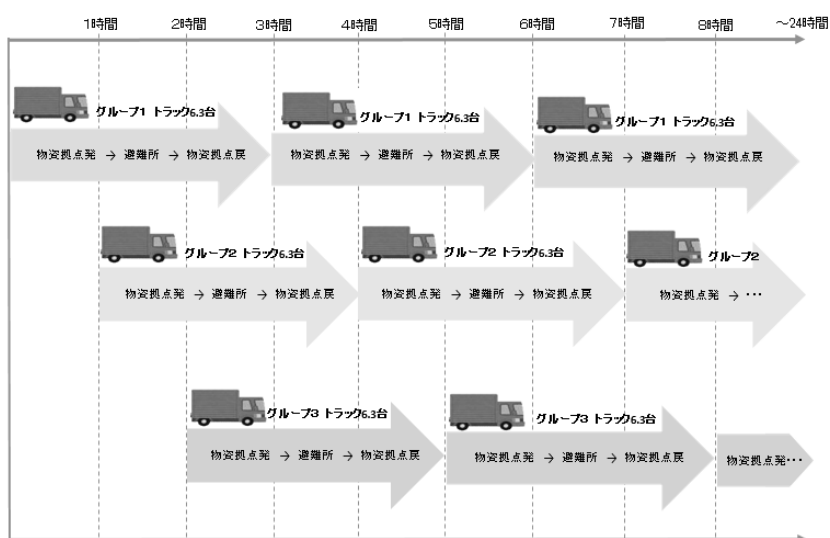 1時間 2時間 3時間 4時間 5時間 6時間 7時間 8時間 ～24時間
グループ1 トラック6.3台 グループ1 トラック6.3台 グループ1 トラック6.3台
物資拠点発 → 避難所 → 物資拠点戻 物資拠点発 → 避難所 → 物資拠点戻 物資拠点発 → 避難所 → 物資拠点戻
グループ2 トラック6.3台 グループ2 トラック6.3台 グループ2
物資拠点発 → 避難所 → 物資拠点戻 物資拠点発 → 避難所 → 物資拠点戻 物資拠点発 → ・・・
グループ3 トラック6.3台 グループ3 トラック6.3台
物資拠点発 → 避難所 → 物資拠点戻 物資拠点発 → 避難所 → 物資拠点戻 物資拠点発・・・